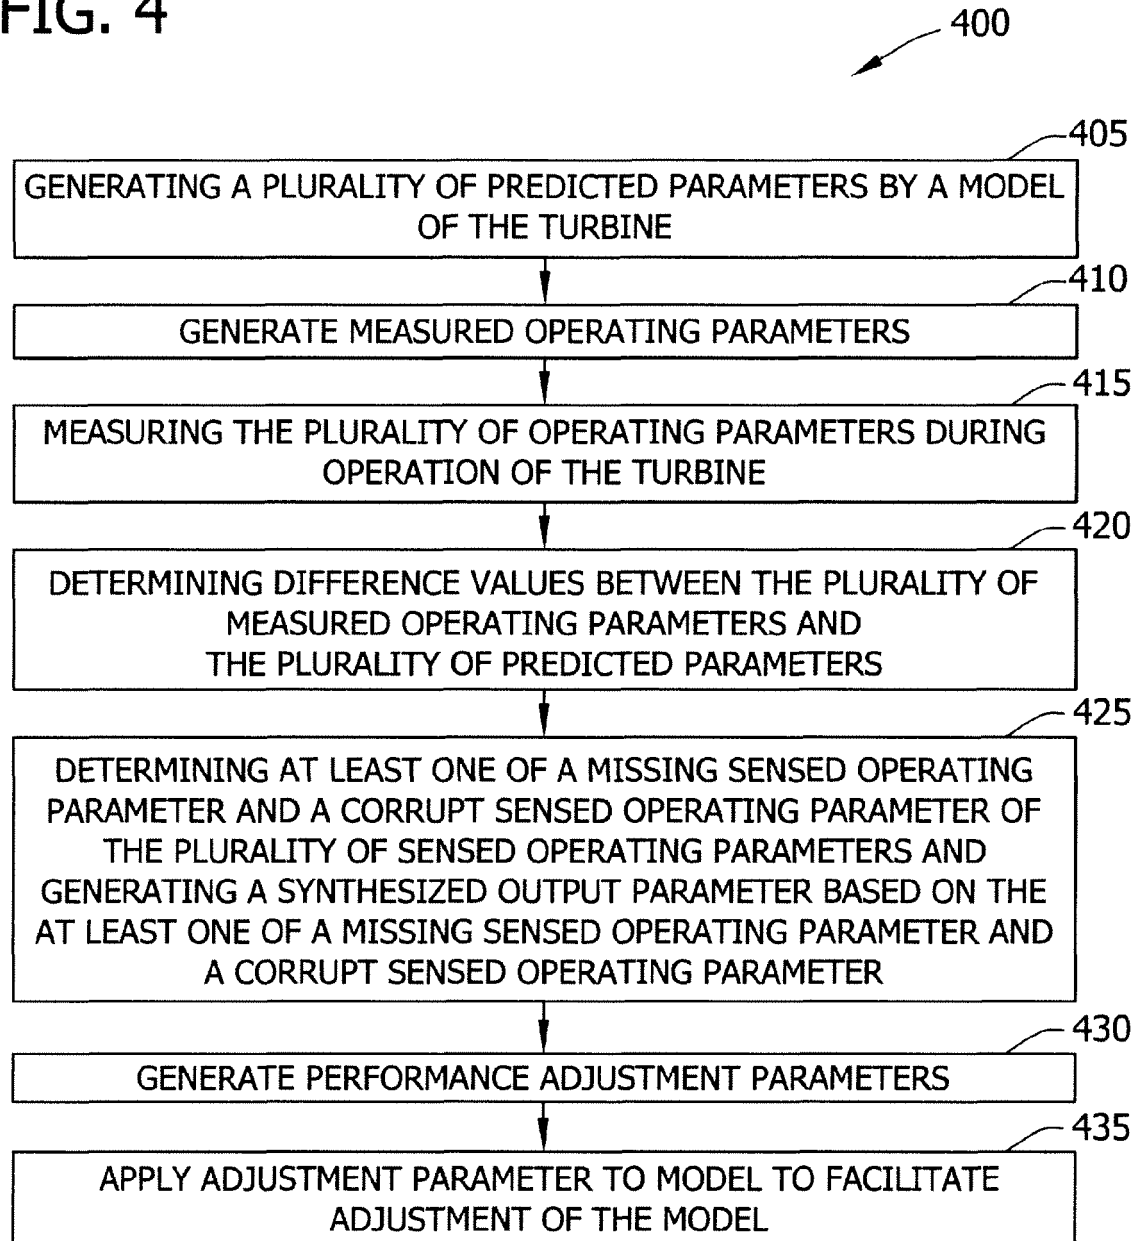 FIG. 4
400
405
GENERATING A PLURALITY OF PREDICTED PARAMETERS BY A MODEL
OF THE TURBINE
410
GENERATE MEASURED OPERATING PARAMETERS
415
MEASURING THE PLURALITY OF OPERATING PARAMETERS DURING
OPERATION OF THE TURBINE
420
DETERMINING DIFFERENCE VALUES BETWEEN THE PLURALITY OF
MEASURED OPERATING PARAMETERS AND
THE PLURALITY OF PREDICTED PARAMETERS
425
DETERMINING AT LEAST ONE OF A MISSING SENSED OPERATING
PARAMETER AND A CORRUPT SENSED OPERATING PARAMETER OF
THE PLURALITY OF SENSED OPERATING PARAMETERS AND
GENERATING A SYNTHESIZED OUTPUT PARAMETER BASED ON THE
AT LEAST ONE OF A MISSING SENSED OPERATING PARAMETER AND
A CORRUPT SENSED OPERATING PARAMETER
430
GENERATE PERFORMANCE ADJUSTMENT PARAMETERS
435
APPLY ADJUSTMENT PARAMETER TO MODEL TO FACILITATE
ADJUSTMENT OF THE MODEL